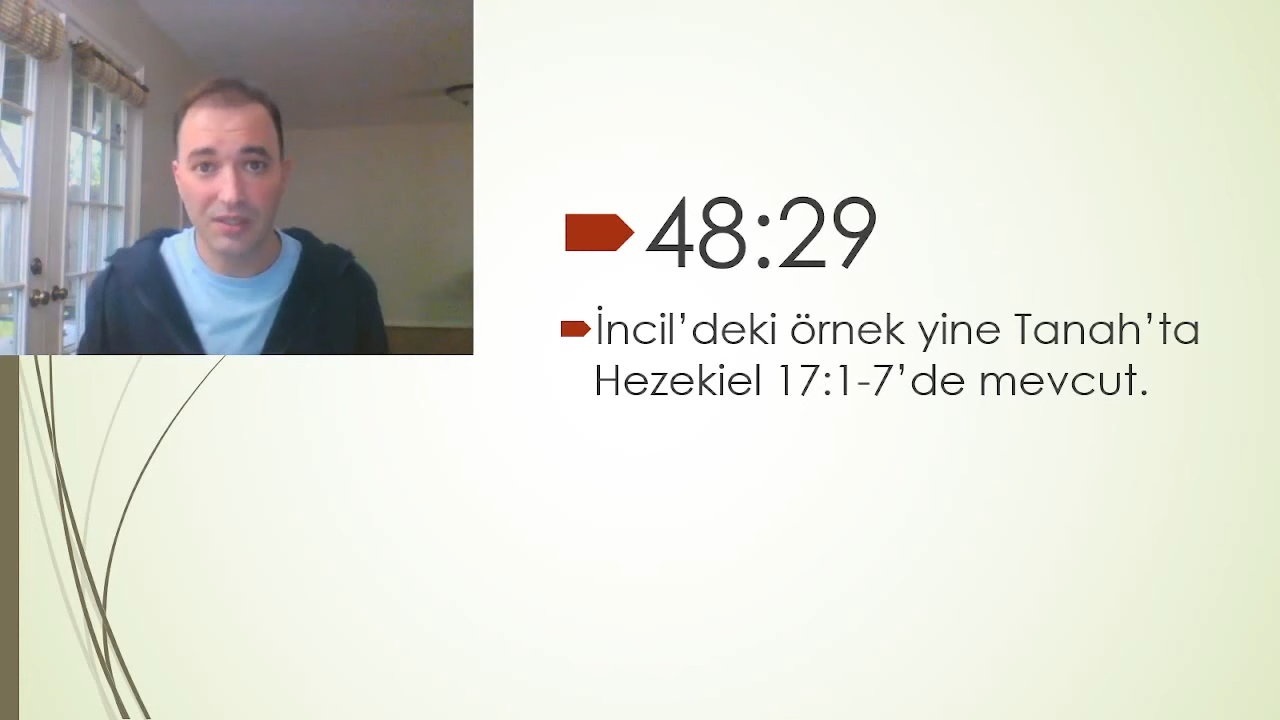 48:29
İncil’deki örnek yine Tanah’ta
Hezekiel 17:1-7’de mevcut.